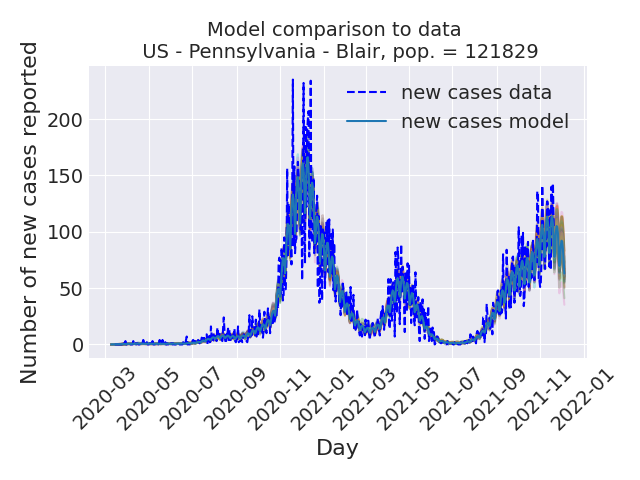 Model comparison to data
US - Pennsylvania - Blair, pop. = 121829
Number of new cases reported
200
150
100
50
0
new cases data
new cases model
2020-03
2020-05
2020-07
2020-09
2020-11
2021-01
2021-03
2021-05
2021-07
2021-09
2021-11
2022-01
Day